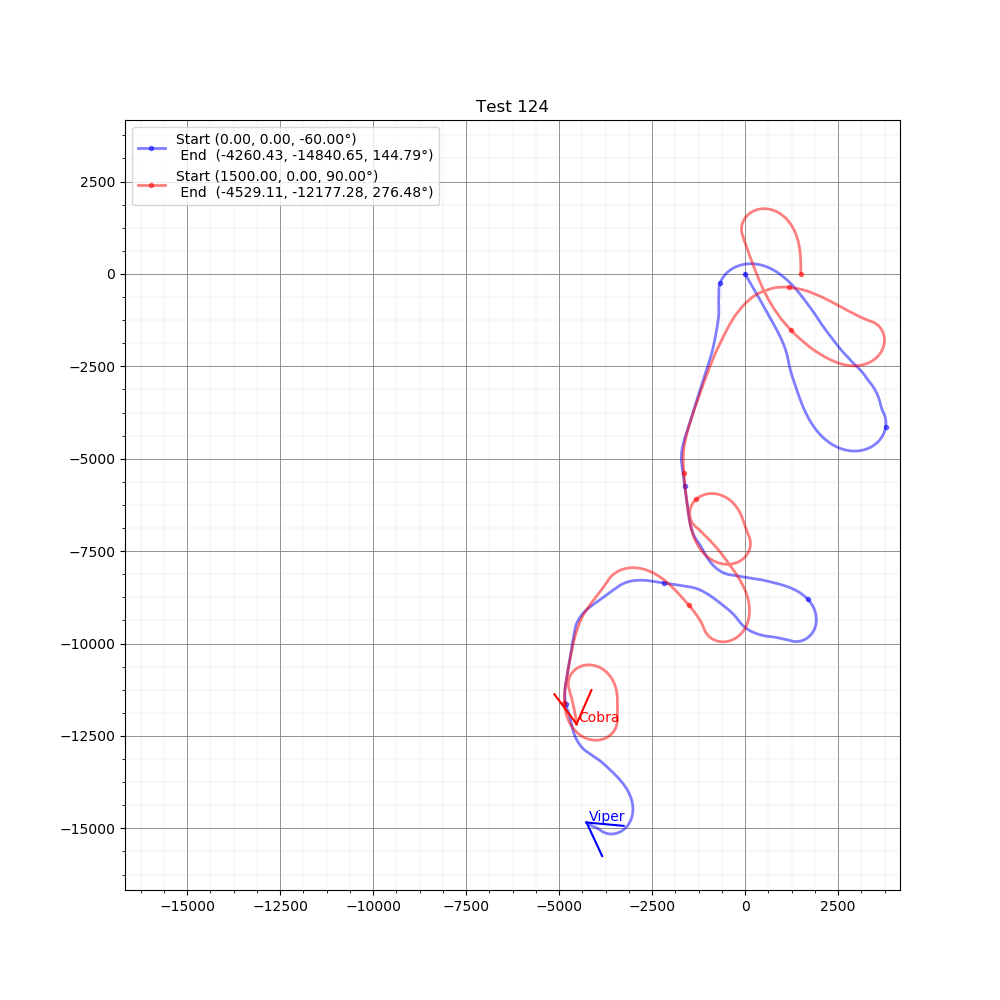 Test 124
Start (0.00, 0.00, -60.00°)
End  (-4260.43, -14840.65, 144.79°)
Start (1500.00, 0.00, 90.00°)
End  (-4529.11, -12177.28, 276.48°)
2500
0
−2500
−5000
−7500
−10000
−12500
−15000
Cobra
Viper
−15000 −12500 −10000 −7500 −5000 −2500 0 2500